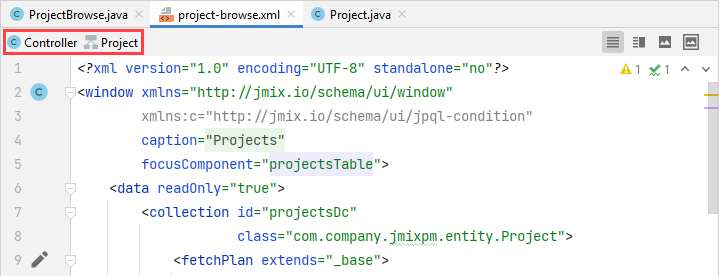 ProjectBrowse.java project-browse.xml Project.java
Controller Project
1 <?xml version="1.0" encoding="UTF-8" standalone="no"?> 1 1
2 <window xmlns="http://jmix.io/schema/ui/window"
3 xmlns:c="http://jmix.io/schema/ui/jpql-condition"
4 caption="Projects"
5 focusComponent="projectsTable">
6 <data readOnly="true">
7 <collection id="projectsDc"
8 class="com.company.jmixpm.entity.Project">
9 <fetchPlan extends="_base">